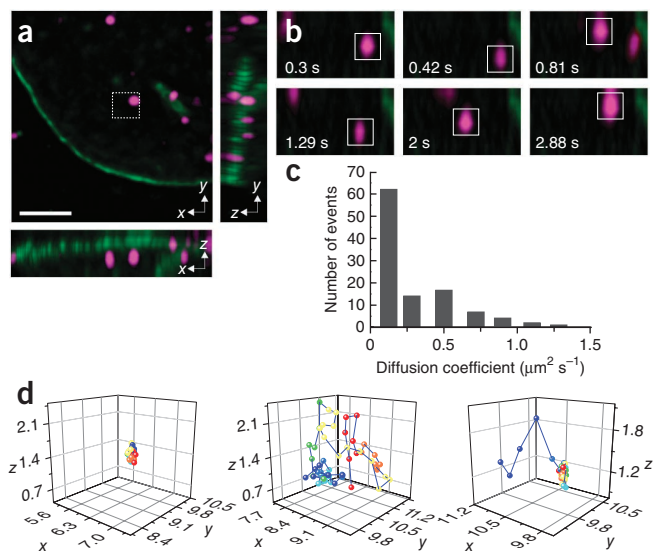 a
y
x
y
z
z
x
b
0.3 s
0.42 s
0.81 s
1.29 s
2 s
2.88 s
c
Number of events
70
60
50
40
30
20
10
0
0
0.5
1.0
1.5
Diffusion coefficient (μm² s⁻¹)
d
z
2.1
1.4
0.7
5.6
6.3
7.0
x
8.4
9.1
9.8
10.5
y
z
2.1
1.4
0.7
7.7
8.4
9.1
x
9.8
10.5
11.2
y
1.8
1.2
z
11.2
10.5
9.8
x
9.8
10.5
y